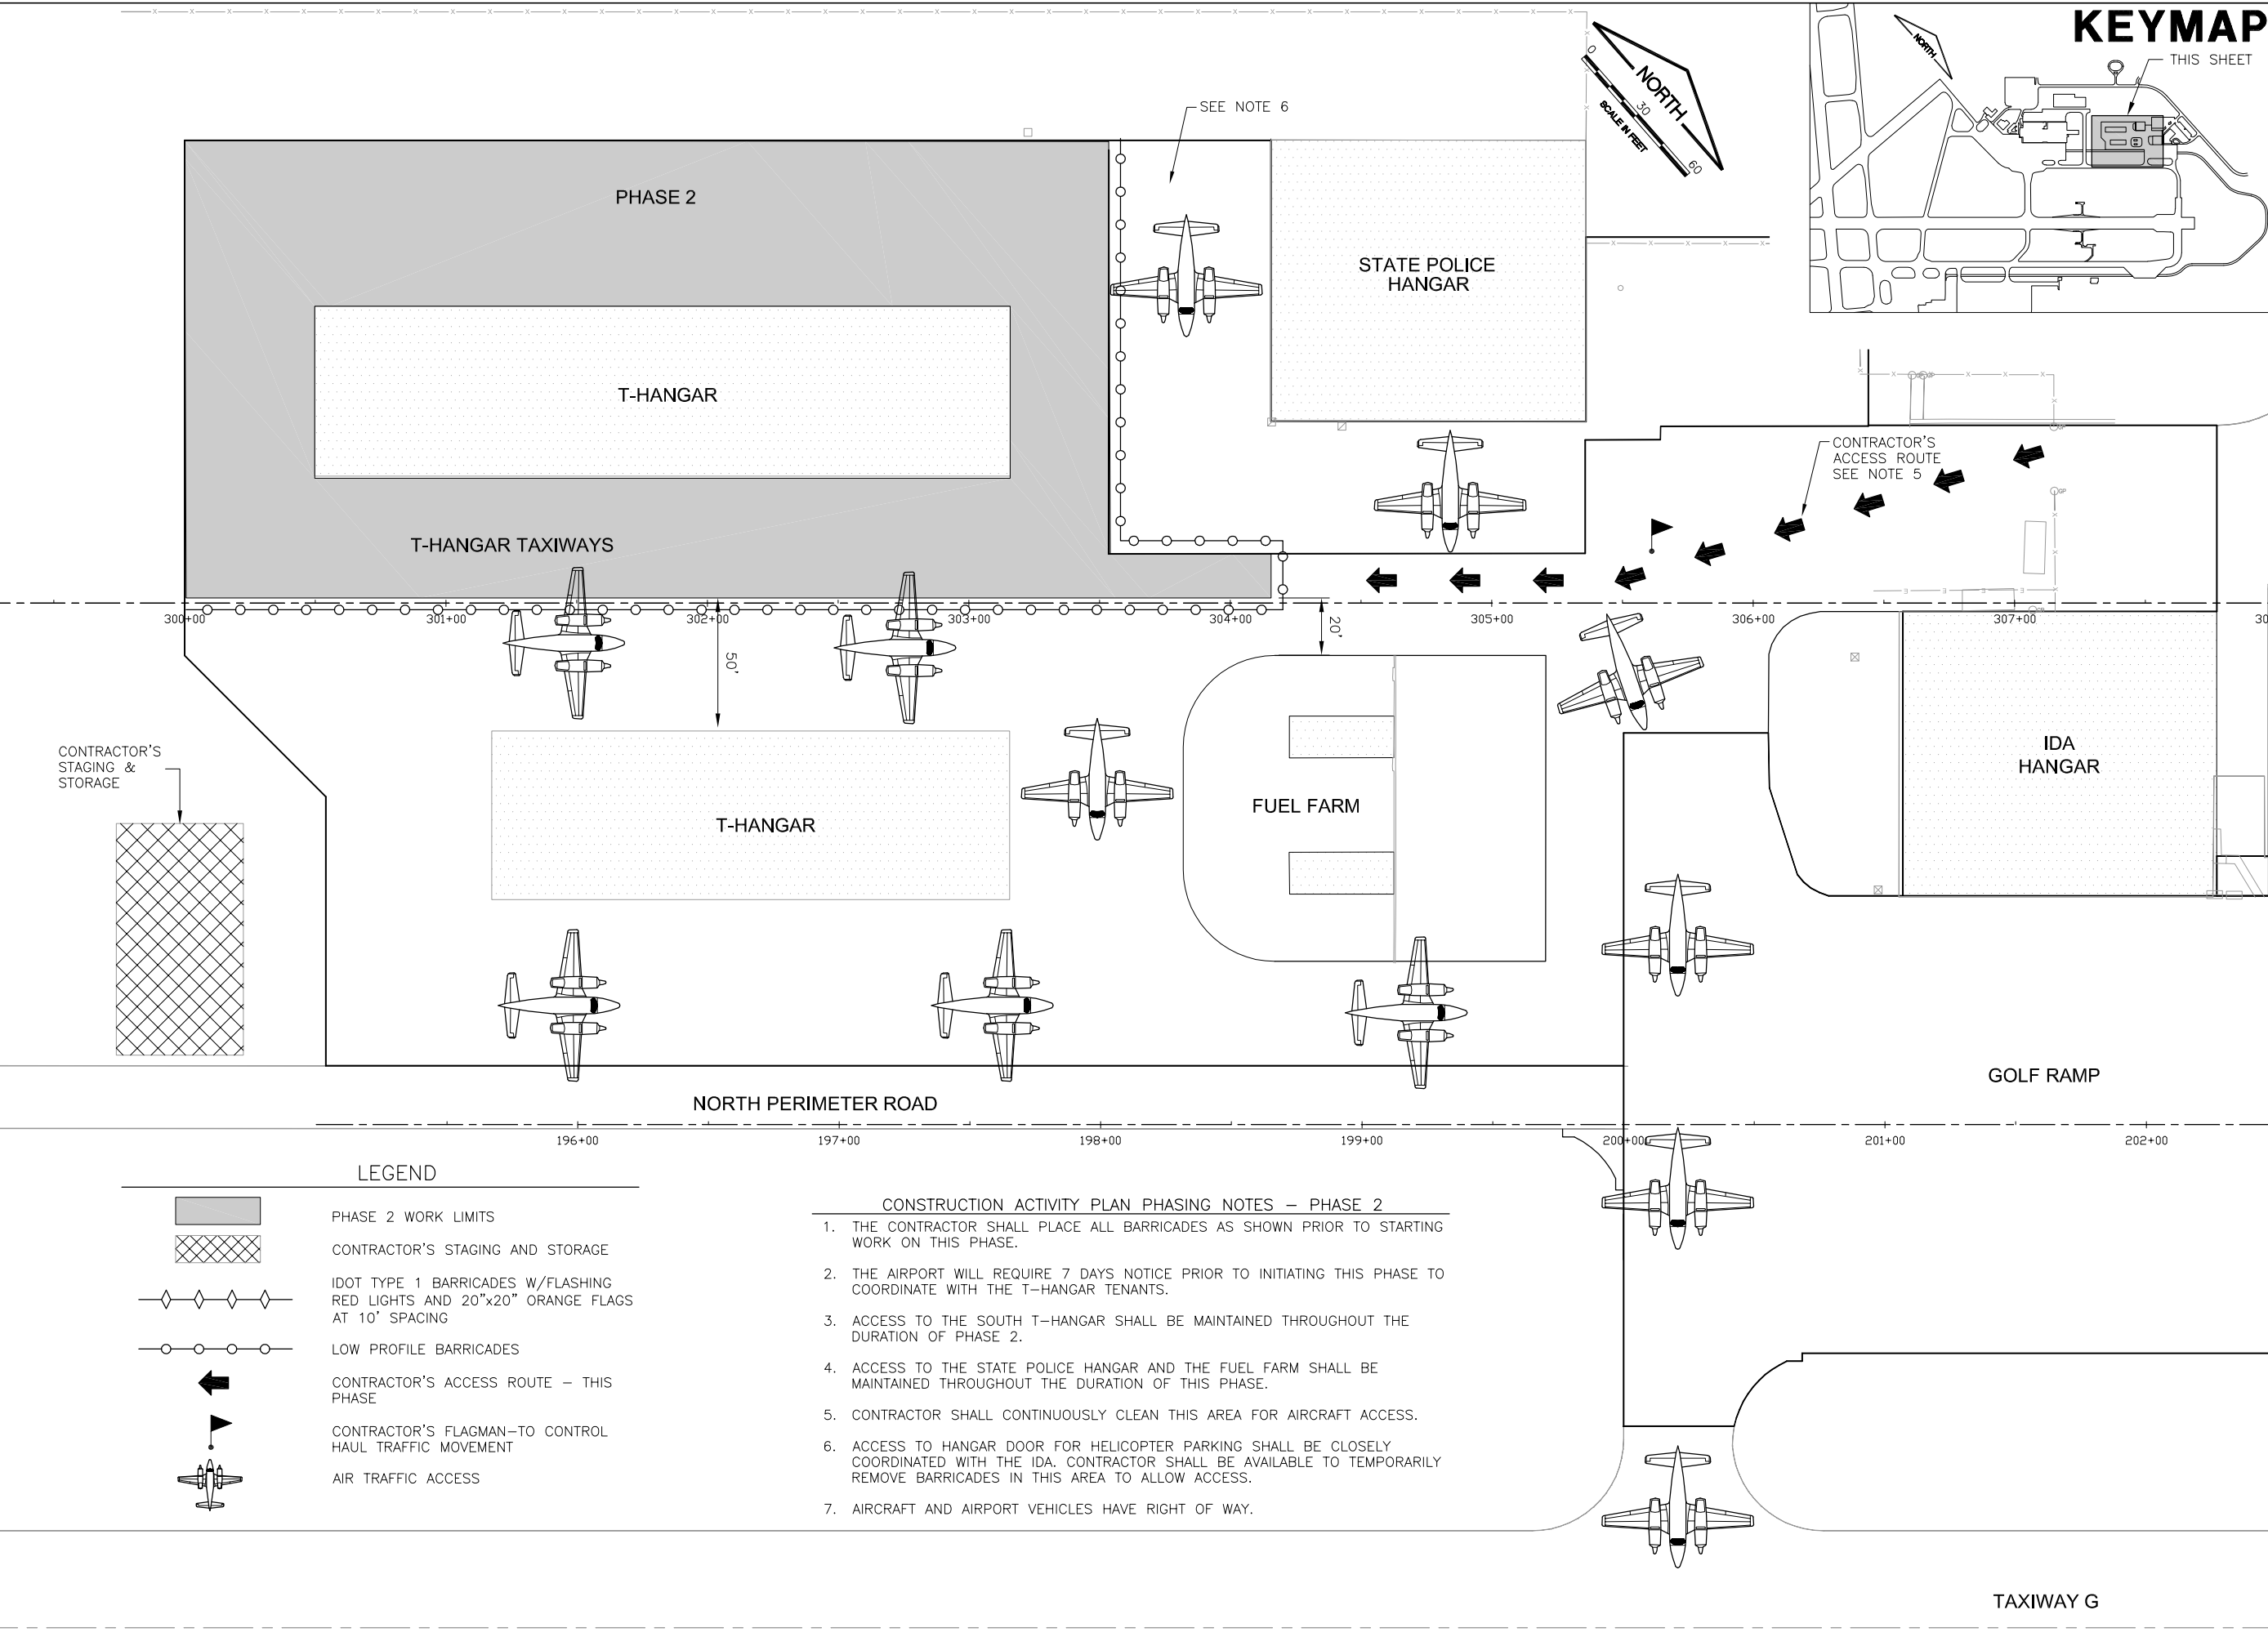 KEYMAP
THIS SHEET
NORTH
NORTH
0
30
60
SCALE IN FEET
SEE NOTE 6
PHASE 2
STATE POLICE
HANGAR
T-HANGAR
CONTRACTOR'S
ACCESS ROUTE
SEE NOTE 5
T-HANGAR TAXIWAYS
300+00
301+00
302+00
303+00
304+00
305+00
306+00
307+00
30
20'
50'
CONTRACTOR'S
STAGING &
STORAGE
T-HANGAR
FUEL FARM
IDA
HANGAR
GOLF RAMP
NORTH PERIMETER ROAD
196+00
197+00
198+00
199+00
200+00
201+00
202+00
LEGEND
PHASE 2 WORK LIMITS
CONTRACTOR'S STAGING AND STORAGE
IDOT TYPE 1 BARRICADES W/FLASHING
RED LIGHTS AND 20"x20" ORANGE FLAGS
AT 10' SPACING
LOW PROFILE BARRICADES
CONTRACTOR'S ACCESS ROUTE – THIS
PHASE
CONTRACTOR'S FLAGMAN–TO CONTROL
HAUL TRAFFIC MOVEMENT
AIR TRAFFIC ACCESS
CONSTRUCTION ACTIVITY PLAN PHASING NOTES – PHASE 2
1. THE CONTRACTOR SHALL PLACE ALL BARRICADES AS SHOWN PRIOR TO STARTING
WORK ON THIS PHASE.
2. THE AIRPORT WILL REQUIRE 7 DAYS NOTICE PRIOR TO INITIATING THIS PHASE TO
COORDINATE WITH THE T–HANGAR TENANTS.
3. ACCESS TO THE SOUTH T–HANGAR SHALL BE MAINTAINED THROUGHOUT THE
DURATION OF PHASE 2.
4. ACCESS TO THE STATE POLICE HANGAR AND THE FUEL FARM SHALL BE
MAINTAINED THROUGHOUT THE DURATION OF THIS PHASE.
5. CONTRACTOR SHALL CONTINUOUSLY CLEAN THIS AREA FOR AIRCRAFT ACCESS.
6. ACCESS TO HANGAR DOOR FOR HELICOPTER PARKING SHALL BE CLOSELY
COORDINATED WITH THE IDA. CONTRACTOR SHALL BE AVAILABLE TO TEMPORARILY
REMOVE BARRICADES IN THIS AREA TO ALLOW ACCESS.
7. AIRCRAFT AND AIRPORT VEHICLES HAVE RIGHT OF WAY.
TAXIWAY G